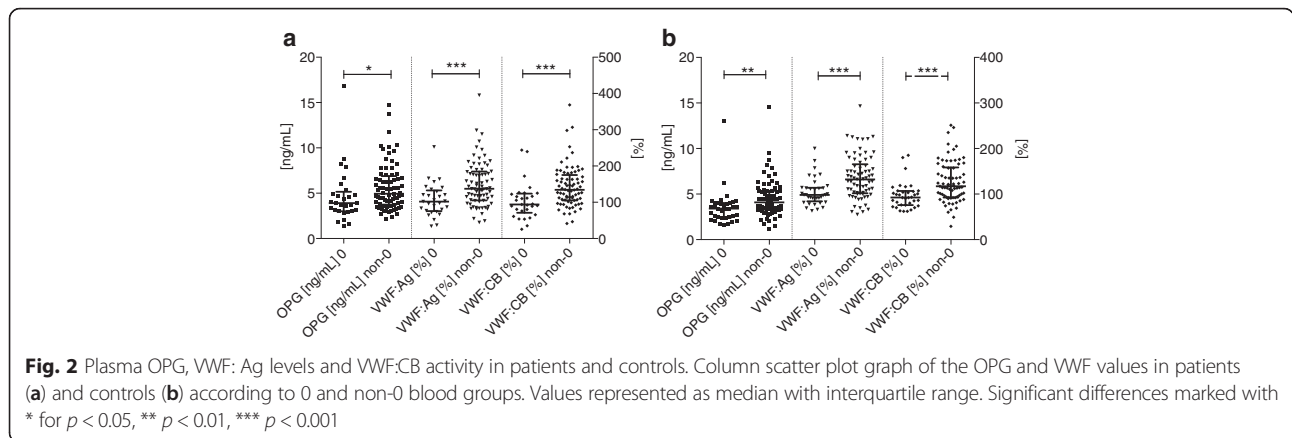 a
b
20
15
10
5
0
[ng/mL]
*
***
***
500
400
300
200
100
0
[%]
OPG [ng/mL] 0
OPG [ng/mL] non-0
VWF:Ag [%] 0
VWF:Ag [%] non-0
VWF:CB [%] 0
VWF:CB [%] non-0
20
15
10
5
0
[ng/mL]
**
***
***
400
300
200
100
0
[%]
OPG [ng/mL] 0
OPG [ng/mL] non-0
VWF:Ag [%] 0
VWF:Ag [%] non-0
VWF:CB [%] 0
VWF:CB [%] non-0
Fig. 2 Plasma OPG, VWF: Ag levels and VWF:CB activity in patients and controls. Column scatter plot graph of the OPG and VWF values in patients
(a) and controls (b) according to 0 and non-0 blood groups. Values represented as median with interquartile range. Significant differences marked with
* for p < 0.05, ** p < 0.01, *** p < 0.001